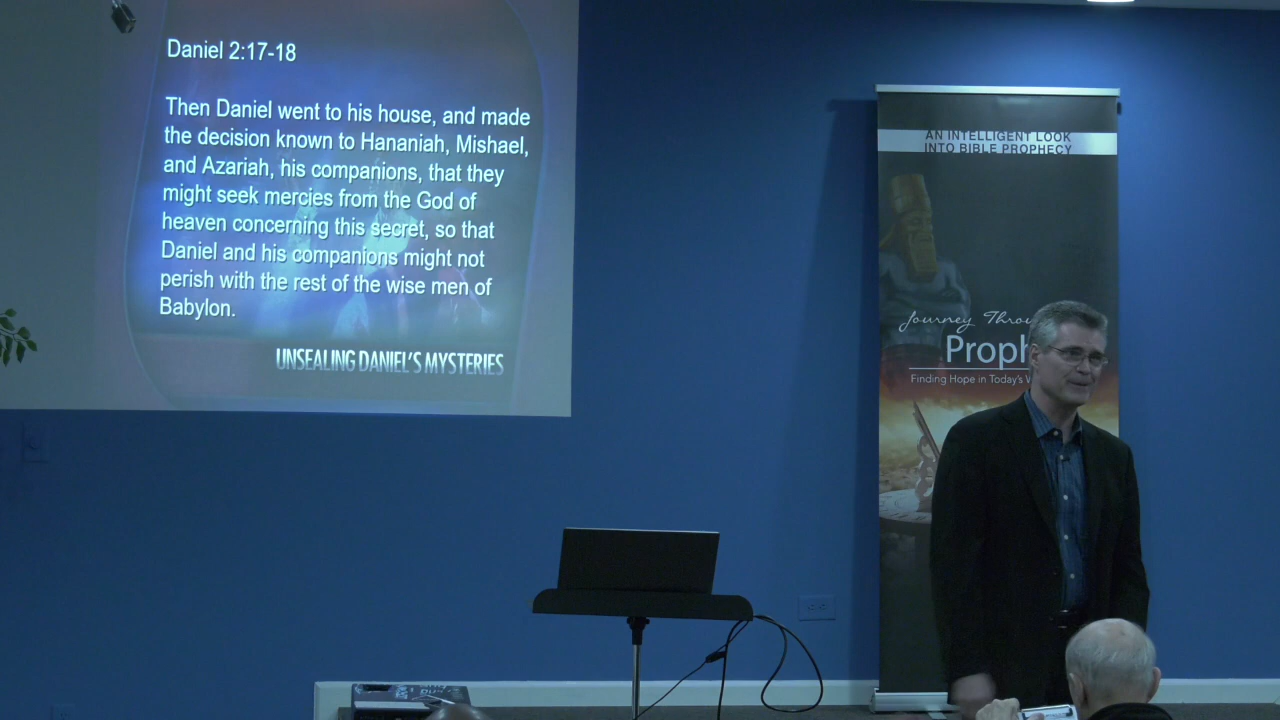 Daniel 2:17-18
Then Daniel went to his house, and made
the decision known to Hananiah, Mishael,
and Azariah, his companions, that they
might seek mercies from the God of
heaven concerning this secret, so that
Daniel and his companions might not
perish with the rest of the wise men of
Babylon.
UNSEALING DANIEL'S MYSTERIES
AN INTELLIGENT LOOK
INTO BIBLE PROPHECY
Journey Throu
Proph
Finding Hope in Today's